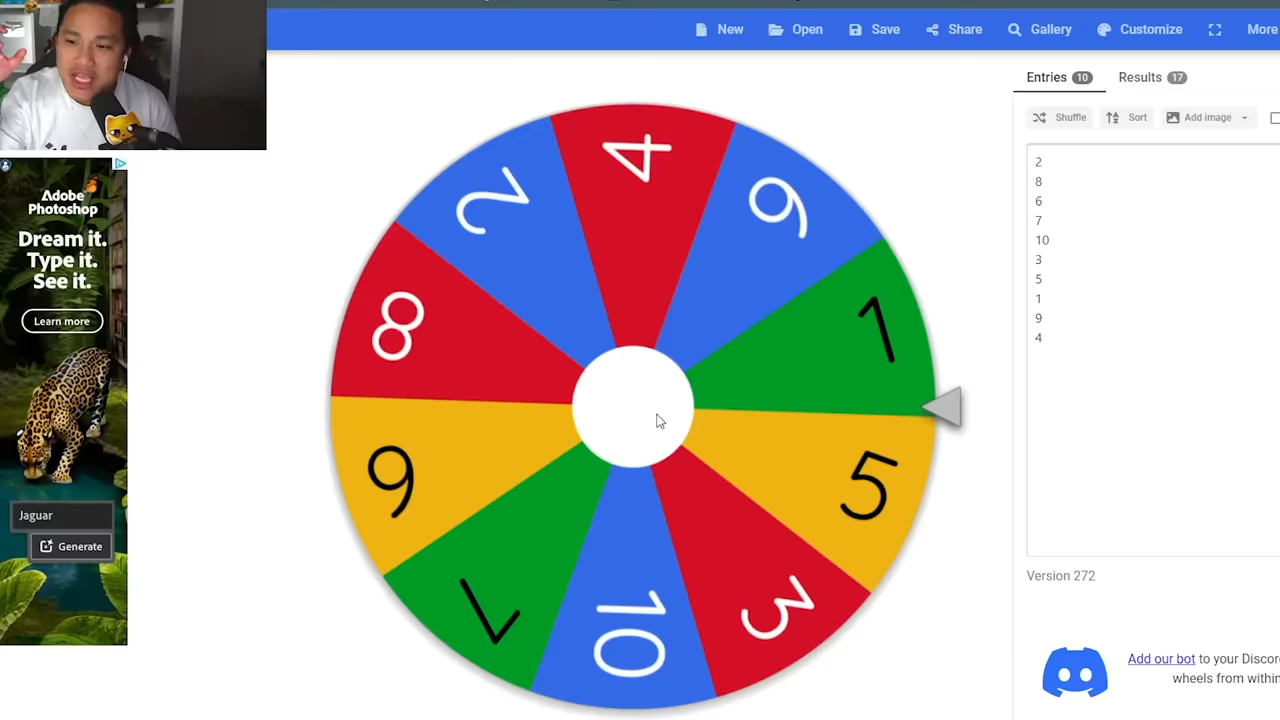 New
Open
Save
Share
Gallery
Customize
More
Entries 10
Results 17
Shuffle
Sort
Add image
2
8
6
7
10
3
5
1
9
4
Version 272
Add our bot to your Disco
wheels from within
Adobe
Photoshop
Dream it.
Type it.
See it.
Learn more
Jaguar
Generate
4
9
1
5
3
10
7
6
8
2